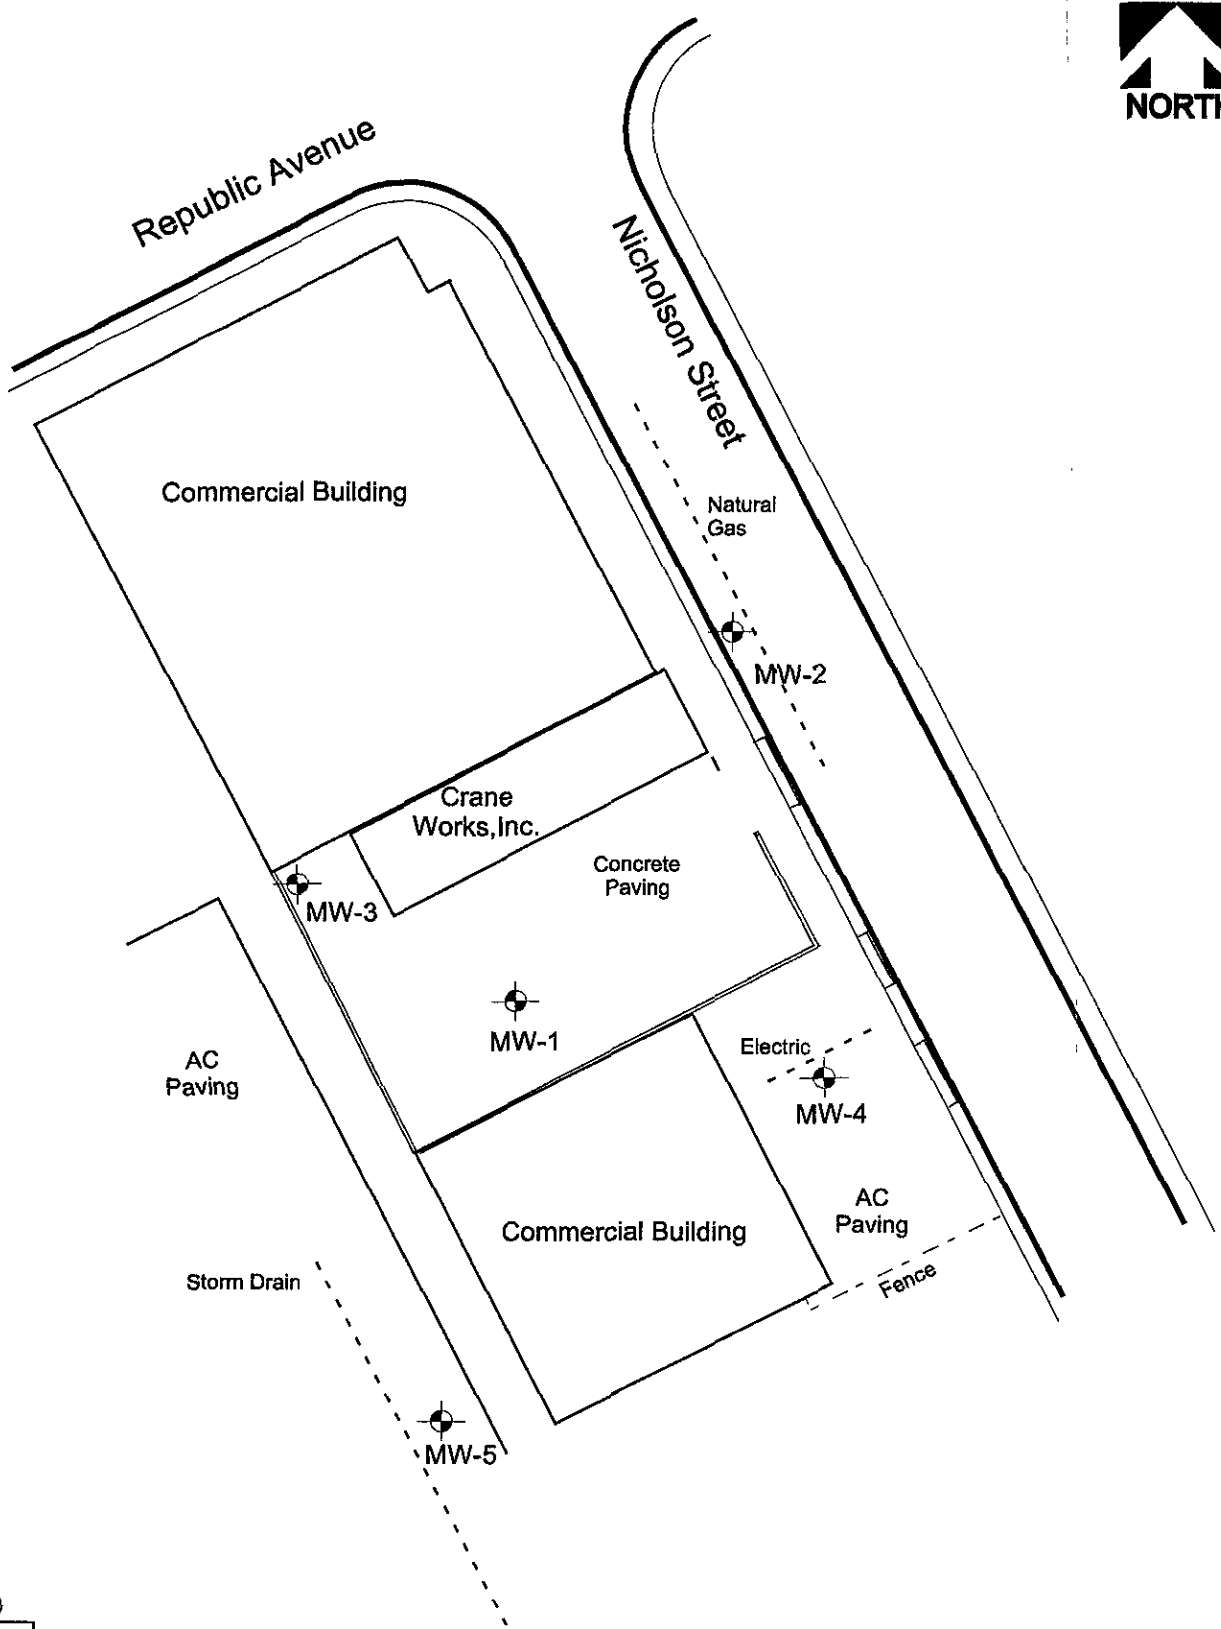 NORTH
Republic Avenue
Nicholson Street
Commercial Building
Natural
Gas
MW-2
Crane
Works,Inc.
Concrete
Paving
MW-3
MW-1
AC
Paving
Electric
MW-4
AC
Paving
Commercial Building
Fence
Storm Drain
MW-5